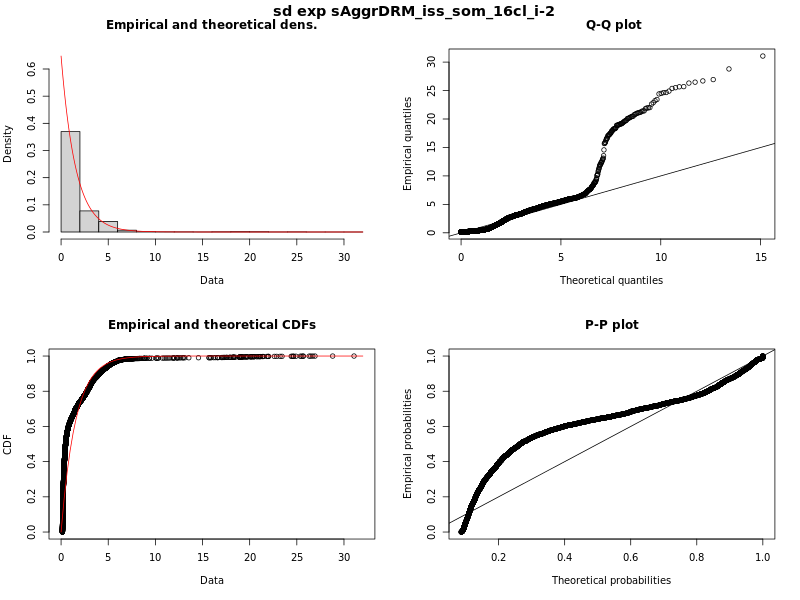 sd exp sAggrDRM_iss_som_16cl_i-2
Empirical and theoretical dens.
Density
0.0 0.1 0.2 0.3 0.4 0.5 0.6
0 5 10 15 20 25 30
Data
Q-Q plot
Empirical quantiles
0 5 10 15 20 25 30
0 5 10 15
Theoretical quantiles
Empirical and theoretical CDFs
CDF
0.0 0.2 0.4 0.6 0.8 1.0
0 5 10 15 20 25 30
Data
P-P plot
Empirical probabilities
0.0 0.2 0.4 0.6 0.8 1.0
0.2 0.4 0.6 0.8 1.0
Theoretical probabilities